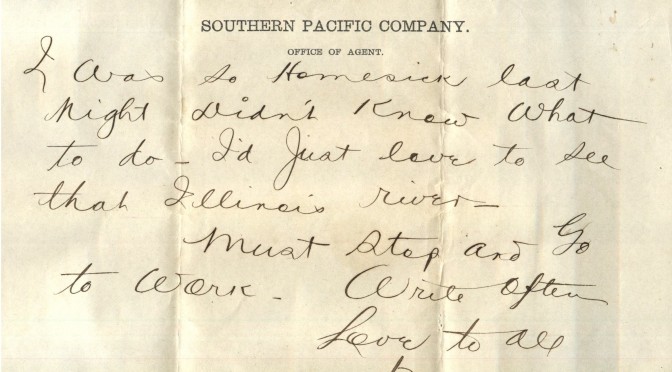 SOUTHERN PACIFIC COMPANY.
OFFICE OF AGENT.
I Was so Homesick last
Night Didn't Know What
to do - I'd Just love to see
that Illinois river -
Must Stop and Go
to Work - Write Often
Love to all